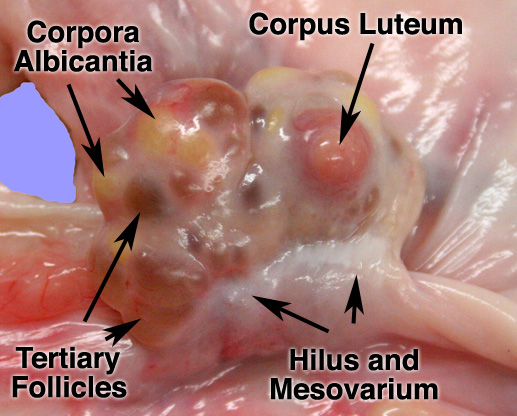 Corpora
Albicantia
Corpus Luteum
Tertiary
Follicles
Hilus and
Mesovarium